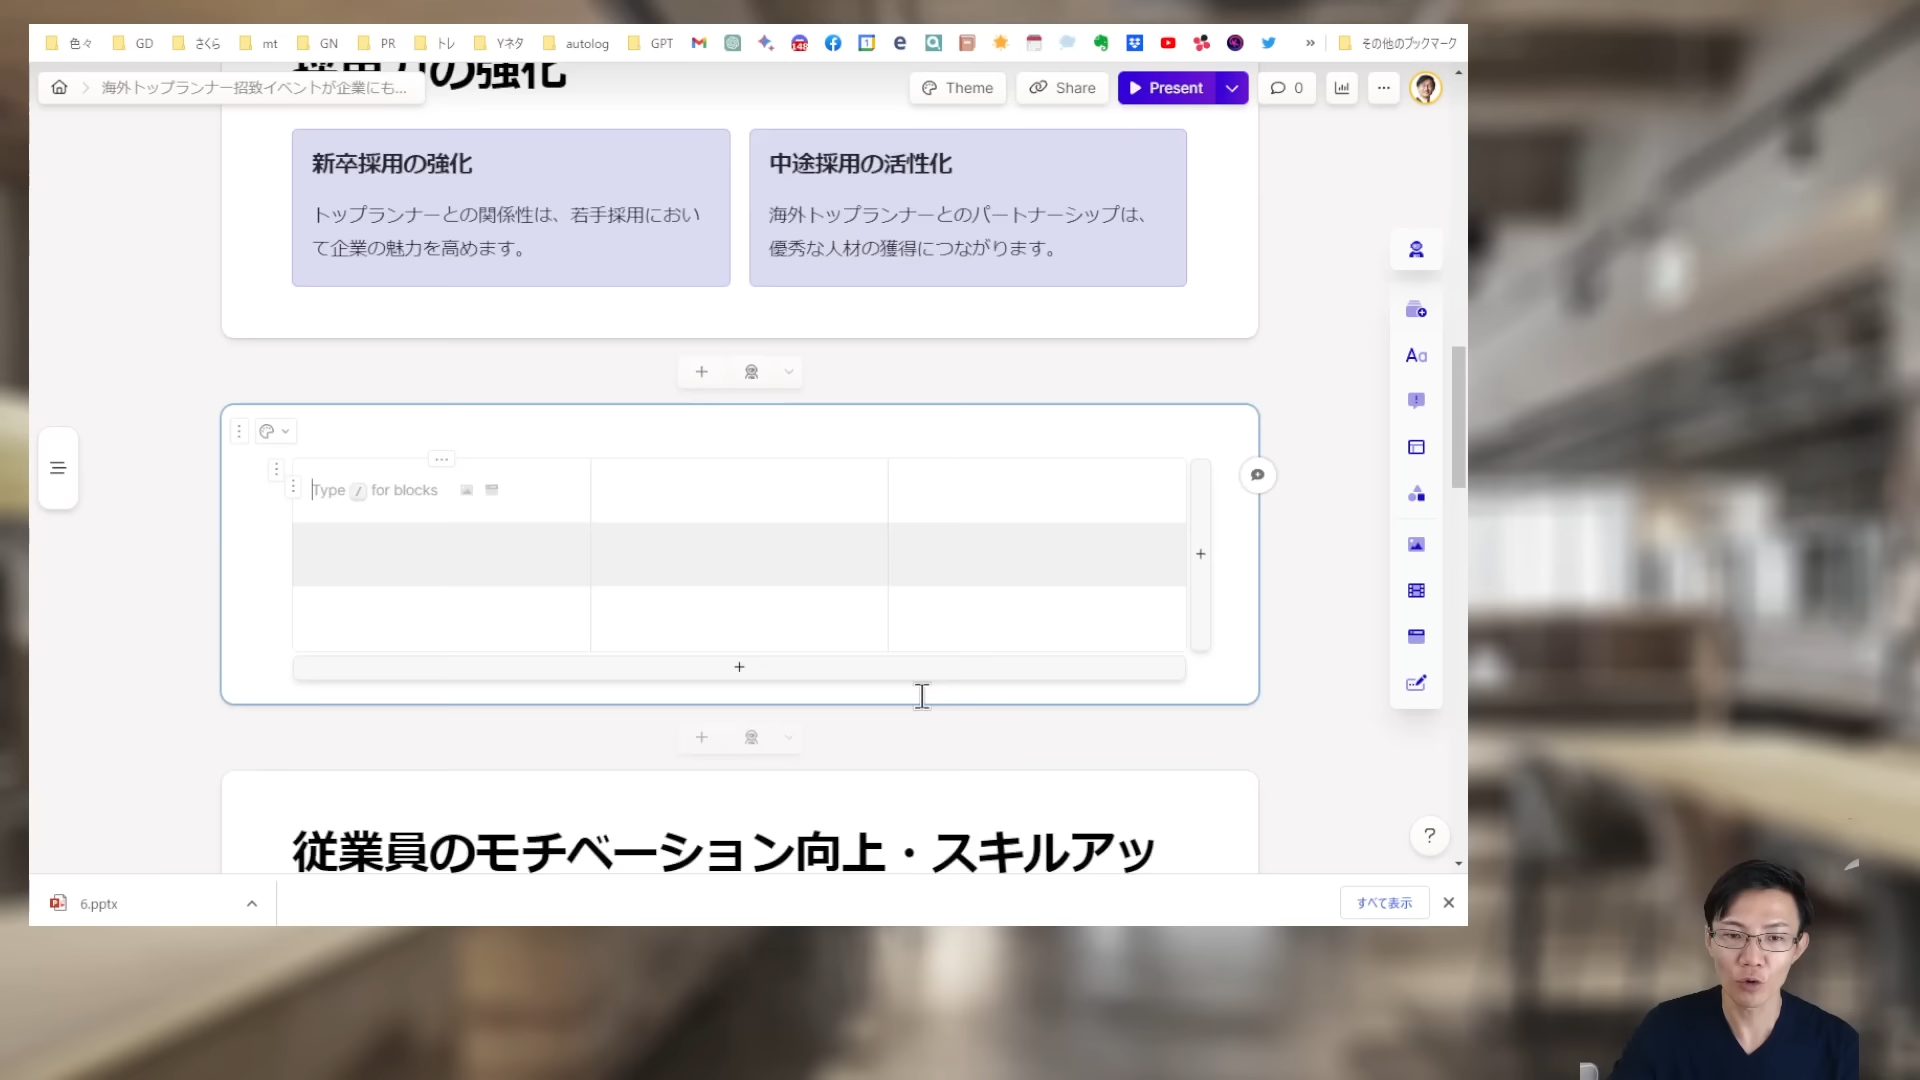 色々 GD さくら mt GN PR トレ Yネタ autolog GPT 148 1 e » その他のブックマーク
採用力の強化
海外トップランナー招致イベントが企業にも... Theme Share Present 0 ...
新卒採用の強化
トップランナーとの関係性は、若手採用におい
て企業の魅力を高めます。
中途採用の活性化
海外トップランナーとのパートナーシップは、
優秀な人材の獲得につながります。
Aa
Type / for blocks
従業員のモチベーション向上・スキルアッ
?
6.pptx すべて表示